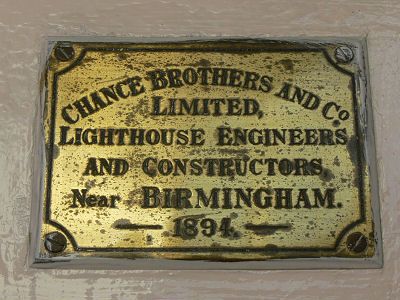 CHANCE BROTHERS AND Co
LIMITED,
LIGHTHOUSE ENGINEERS
AND CONSTRUCTORS,
Near BIRMINGHAM.
— 1894. —